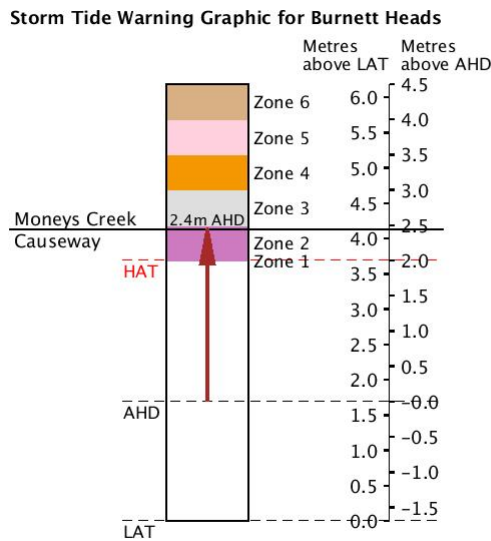 Storm Tide Warning Graphic for Burnett Heads
Metres
above LAT
Metres
above AHD
4.5
6.0
Zone 6
4.0
5.5
Zone 5
3.5
5.0
Zone 4
3.0
4.5
Zone 3
2.4m AHD
Moneys Creek
2.5
Causeway
4.0
Zone 2
Zone 1
2.0
HAT
3.5
1.5
3.0
1.0
2.5
0.5
2.0
-0.0
AHD
1.5
-0.5
1.0
-1.0
0.5
-1.5
0.0
LAT